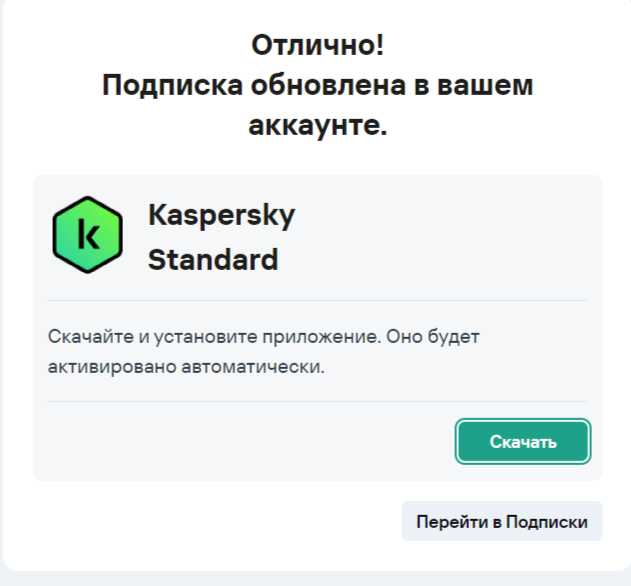 Отлично!
Подписка обновлена в вашем
аккаунте.
k
Kaspersky
Standard
Скачайте и установите приложение. Оно будет
активировано автоматически.
Скачать
Перейти в Подписки